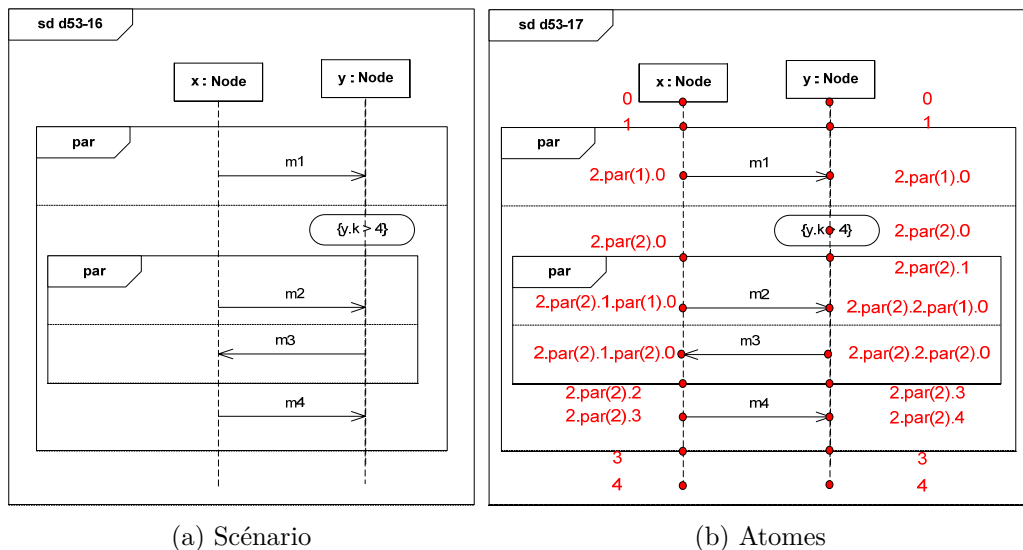 sd d53-16
x : Node
y : Node
par
m1
{y.k > 4}
par
m2
m3
m4
(a) Scénario
sd d53-17
x : Node
y : Node
0
0
1
1
par
2.par(1).0
m1
2.par(1).0
2.par(2).0
{y.k > 4}
2.par(2).0
par
2.par(2).1
2.par(2).1.par(1).0
m2
2.par(2).2.par(1).0
2.par(2).1.par(2).0
m3
2.par(2).2.par(2).0
2.par(2).2
2.par(2).3
2.par(2).3
m4
2.par(2).4
3
3
4
4
(b) Atomes